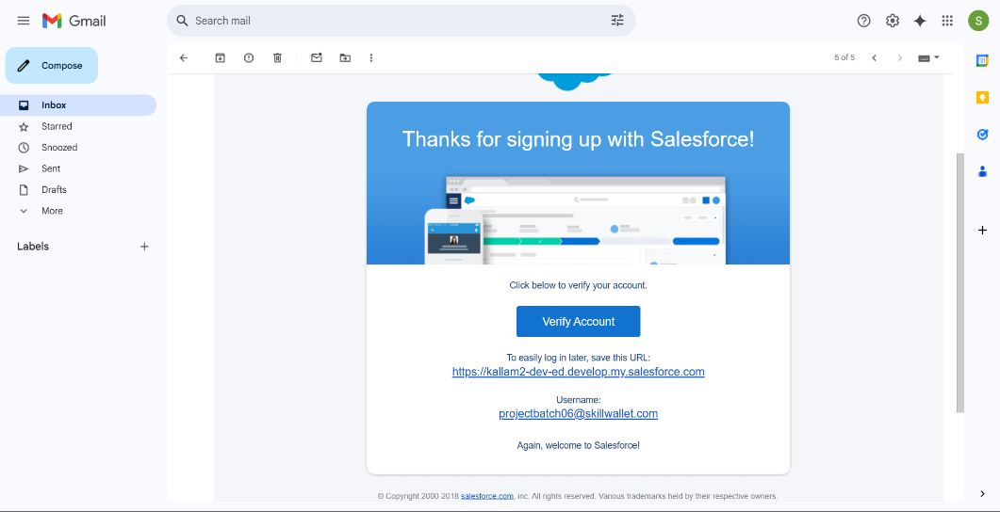 Gmail
Search mail
S
Compose
5 of 5
Inbox
Starred
Snoozed
Sent
Drafts
More
Labels
Thanks for signing up with Salesforce!
Click below to verify your account.
Verify Account
To easily log in later, save this URL:
https://kallam2-dev-ed.develop.my.salesforce.com
Username:
projectbatch06@skillwallet.com
Again, welcome to Salesforce!
© Copyright 2000-2018 salesforce.com, inc. All rights reserved. Various trademarks held by their respective owners.
31